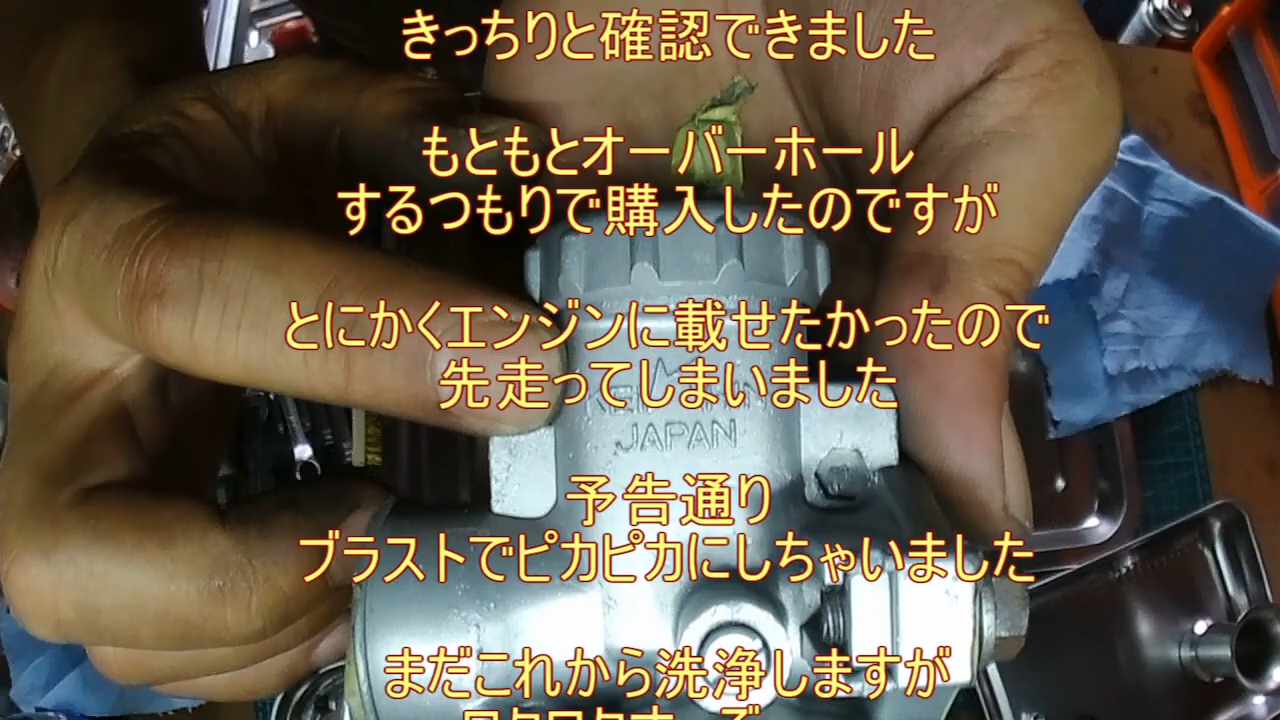 きっちりと確認できました
もともとオーバーホール
するつもりで購入したのですが
とにかくエンジンに載せたかったので
先走ってしまいました
JAPAN
予告通り
ブラストでピカピカにしちゃいました
まだこれから洗浄しますが